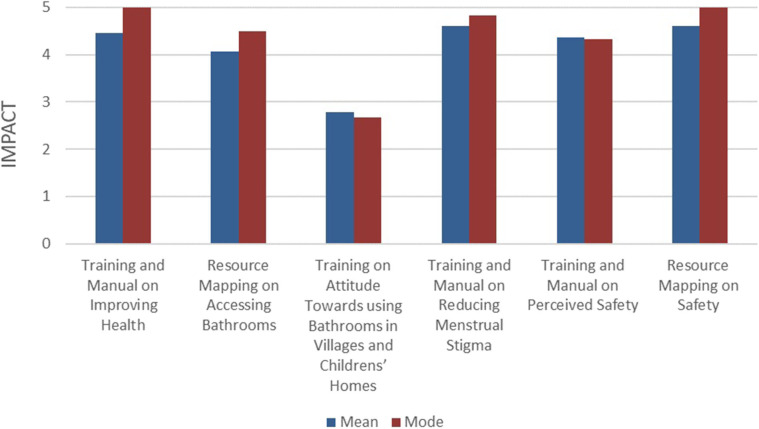 IMPACT
5
4
3
2
1
0
Training and
Manual on
Improving
Health
Resource
Mapping on
Accessing
Bathrooms
Training on
Attitude
Towards using
Bathrooms in
Villages and
Childrens’
Homes
Training and
Manual on
Reducing
Menstrual
Stigma
Training and
Manual on
Perceived Safety
Resource
Mapping on
Safety
Mean
Mode